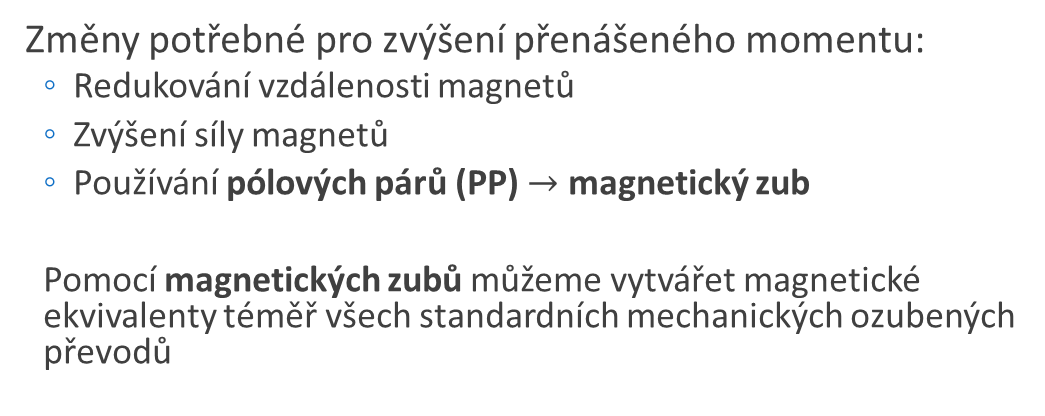 Změny potřebné pro zvýšení přenášeného momentu:
◦ Redukování vzdálenosti magnetů
◦ Zvýšení síly magnetů
◦ Používání pólových párů (PP) → magnetický zub
Pomocí magnetických zubů můžeme vytvářet magnetické
ekvivalenty téměř všech standardních mechanických ozubených
převodů